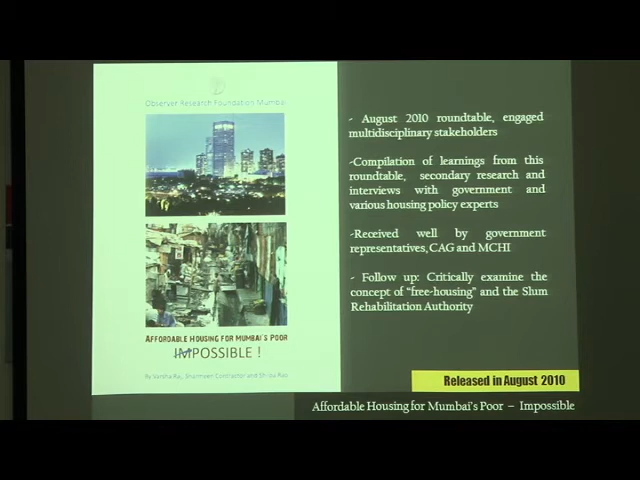 Observer Research Foundation Mumbai
AFFORDABLE HOUSING FOR MUMBAI'S POOR
IMPOSSIBLE !
- August 2010 roundtable, engaged
multidisciplinary stakeholders
-Compilation of learnings from this
roundtable, secondary research and
interviews with government and
various housing policy experts
-Received well by government
representatives, CAG and MCHI
- Follow up: Critically examine the
concept of "free-housing" and the Slum
Rehabilitation Authority
Released in August 2010
Affordable Housing for Mumbai's Poor – Impossible